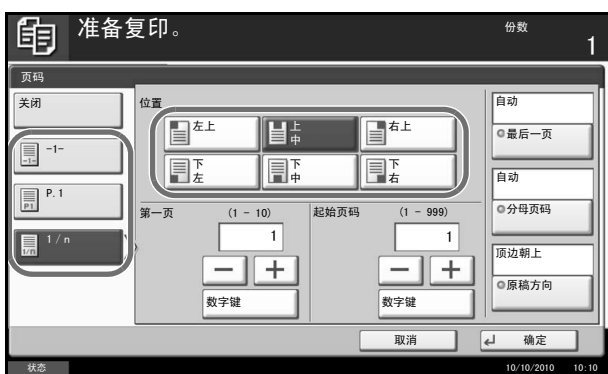 准备复印。
份数
1
页码
关闭
-1-
-1-
P1
P.1
1/n
1/n
位置
左上
上
中
右上
下
左
下
中
下
右
第一页
(1 - 10)
1
数字键
起始页码
(1 - 999)
1
数字键
自动
最后一页
自动
分母页码
顶边朝上
原稿方向
取消
确定
状态
10/10/2010 10:10